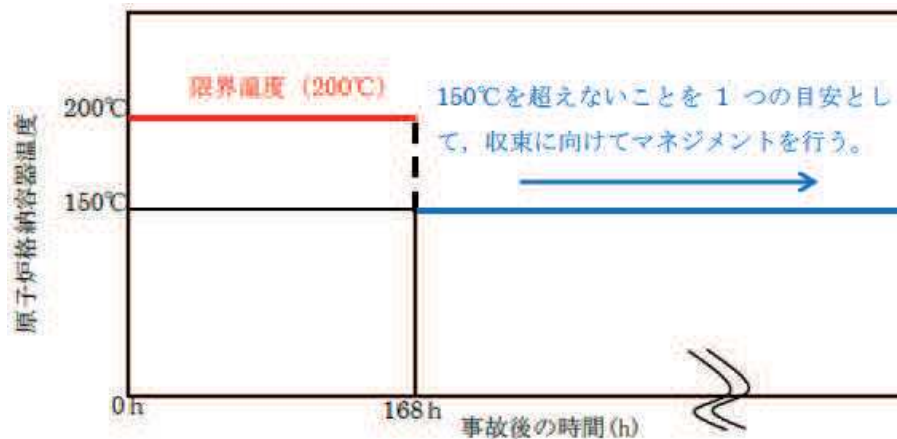 限界温度（200℃）
150℃を超えないことを 1 つの目安とし
て，収束に向けてマネジメントを行う。
200℃
150℃
原子炉格納容器温度
0 h
168 h
事故後の時間(h)